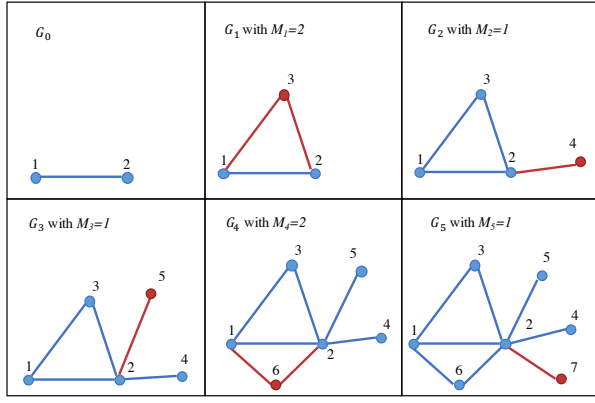 G₀
1 2
G₁ with M₁=2
3
1 2
G₂ with M₂=1
3
4
1 2
G₃ with M₃=1
5
3
1 2 4
G₄ with M₄=2
3 5
4
1 2
6
G₅ with M₅=1
3 5
2 4
1
6 7